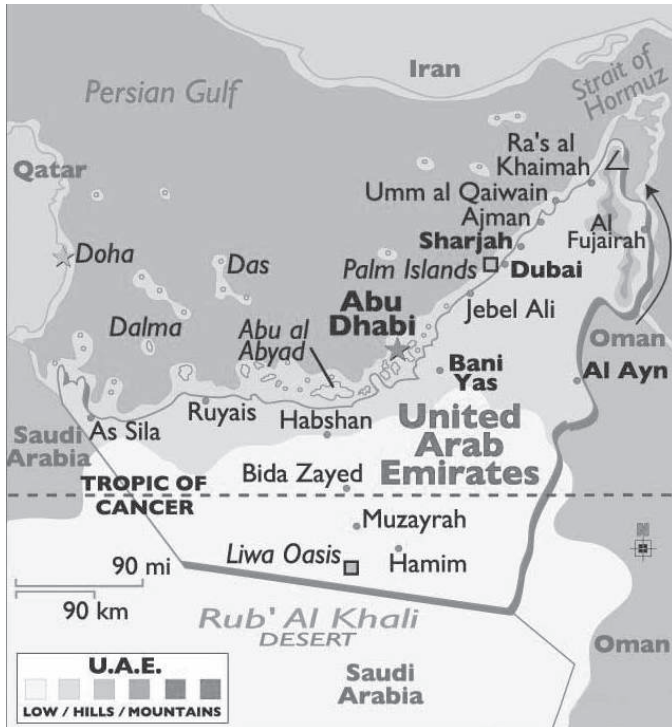 Iran
Strait of
Hormuz
Persian Gulf
Ra's al
Khaimah
Qatar
Umm al Qaiwain
Ajman
Al
Fujairah
Sharjah
Doha
Das
Palm Islands
Dubai
Abu
Dhabi
Jebel Ali
Dalma
Abu al
Abyad
Oman
Bani
Yas
Al Ayn
Ruyais
Habshan
As Sila
Saudi
Arabia
United
Arab
Emirates
Bida Zayed
TROPIC OF
CANCER
Muzayrah
N
Liwa Oasis
Hamim
90 mi
90 km
Rub' Al Khali
DESERT
Oman
U.A.E.
LOW / HILLS / MOUNTAINS
Saudi
Arabia